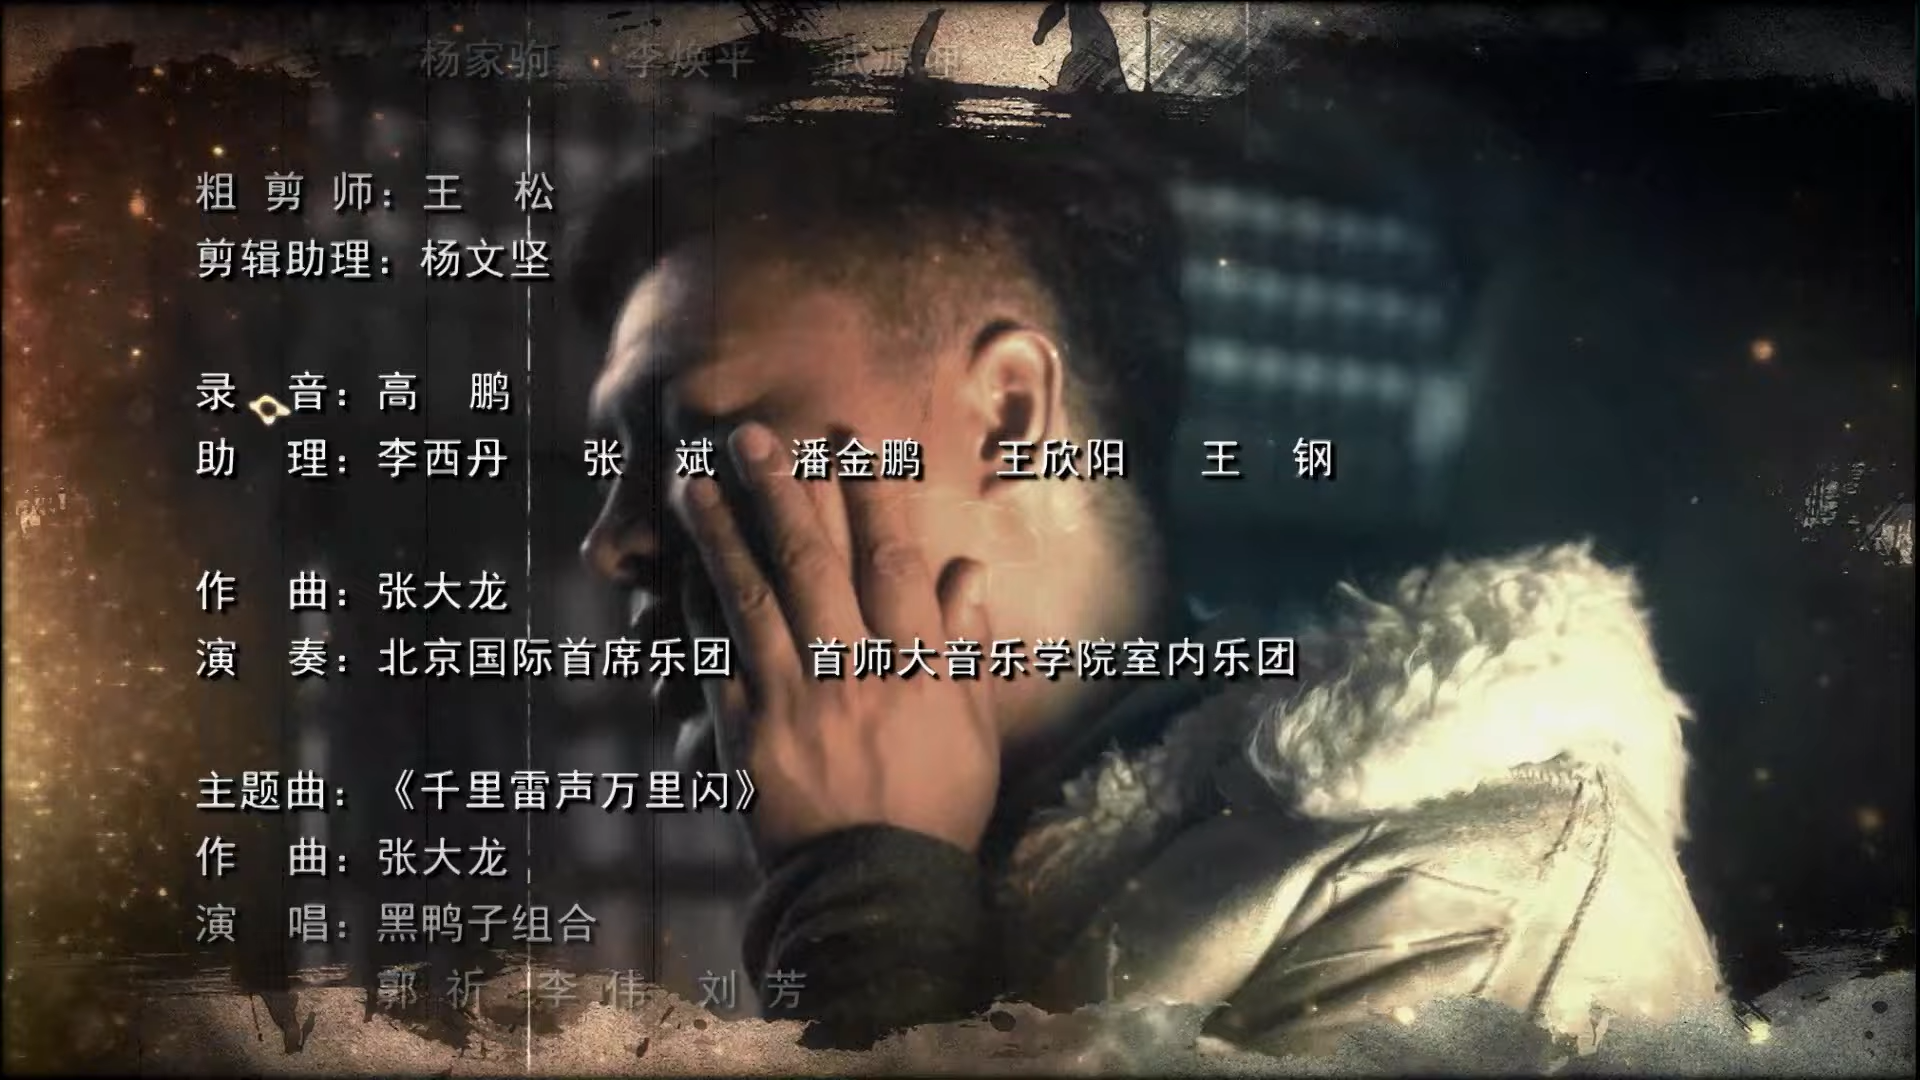 杨家驹 李焕平 武源坤
粗剪师：王 松
剪辑助理：杨文坚
录 音：高 鹏
助 理：李西丹 张 斌 潘金鹏 王欣阳 王 钢
作 曲：张大龙
演 奏：北京国际首席乐团 首师大音乐学院室内乐团
主题曲：《千里雷声万里闪》
作 曲：张大龙
演 唱：黑鸭子组合
郭 祈 李 伟 刘 芳